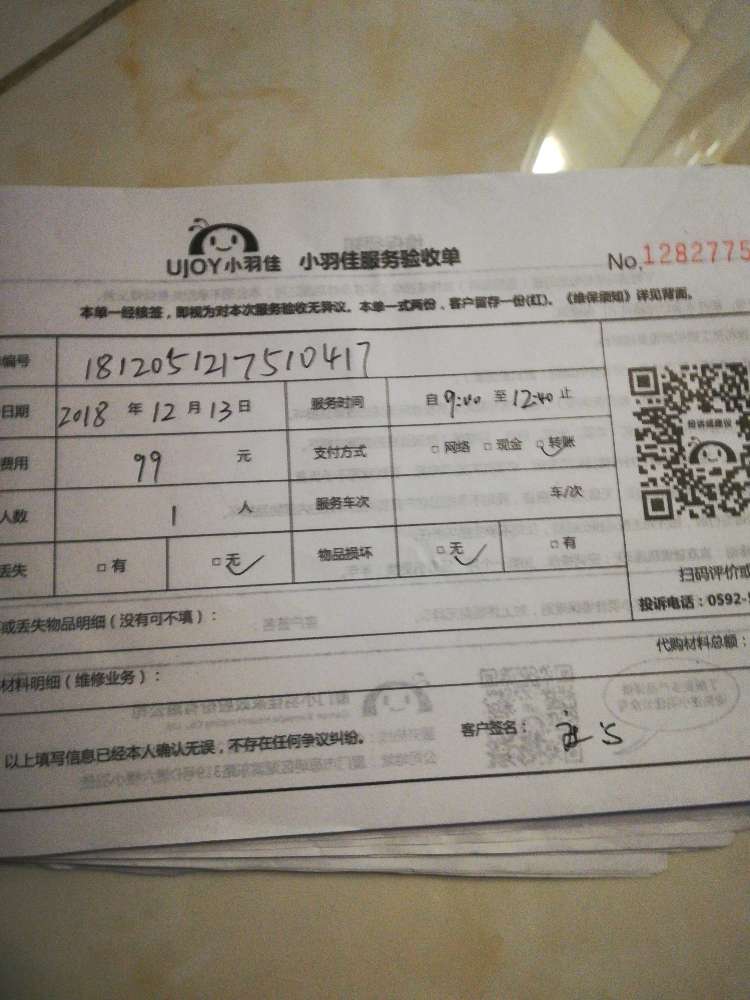 UJOY小羽佳 小羽佳服务验收单 No.1282775
本单一经核签，即视为对本次服务验收无异议。本单一式两份、客户留存一份(红)。《维保须知》详见背面。
编号 181205121751041​7
日期 2018 年 12 月 13 日 服务时间 自 9:00 至 12:40 止
费用 99 元 支付方式 □ 网络 □ 现金 □ 转账
人数 1 人 服务车次 车/次
丢失 □ 有 □ 无 物品损坏 □ 无 □ 有
投诉或建议
扫码评价或
投诉电话：0592-
或丢失物品明细（没有可不填）：
代购材料总额：
材料明细（维修业务）：
以上填写信息已经本人确认无误，不存在任何争议纠纷。 客户签名：